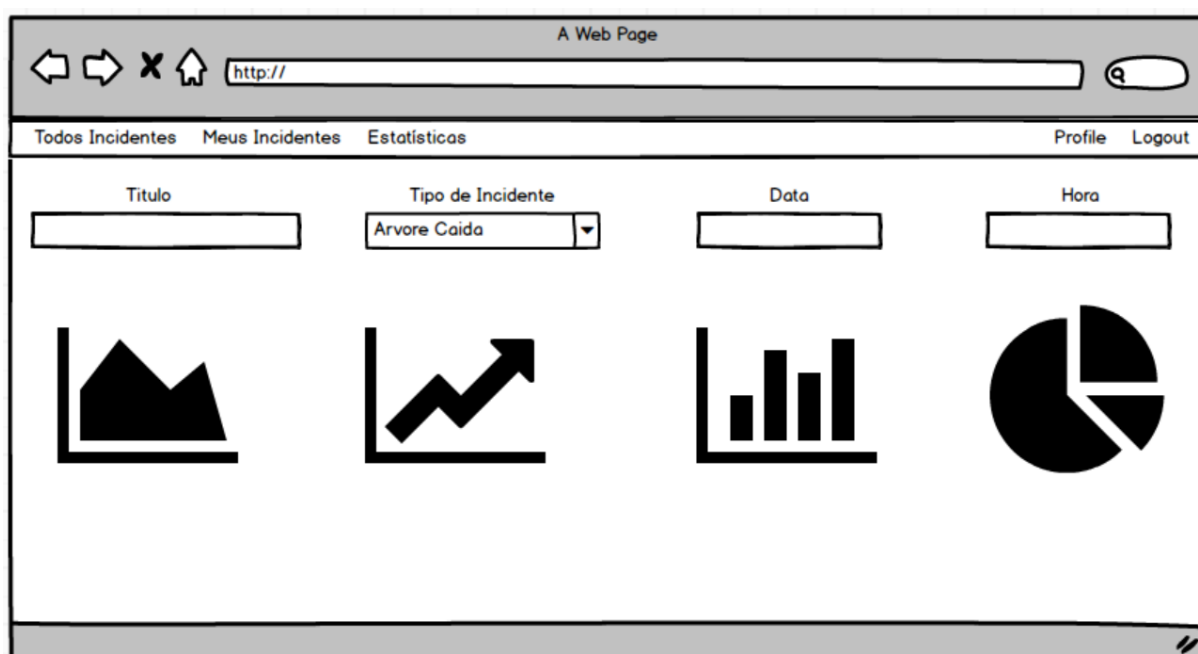 A Web Page
http://
Todos Incidentes Meus Incidentes Estatísticas Profile Logout
Titulo Tipo de Incidente Data Hora
Arvore Caida